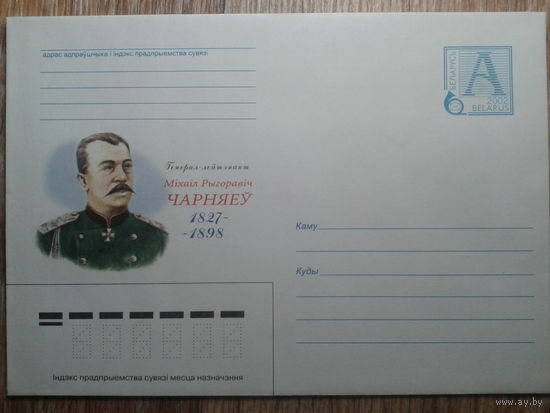 адрас адпраўшчыка і індэкс прадпрыемства сувязі
БЕЛАРУСЬ
А
2002
BELARUS
Генерал-лейтэнант
Міхаіл Рыгоравіч
ЧАРНЯЕЎ
1827-
-1898
Каму
Куды
Індэкс прадпрыемства сувязі месца назначэння
www.ay.by